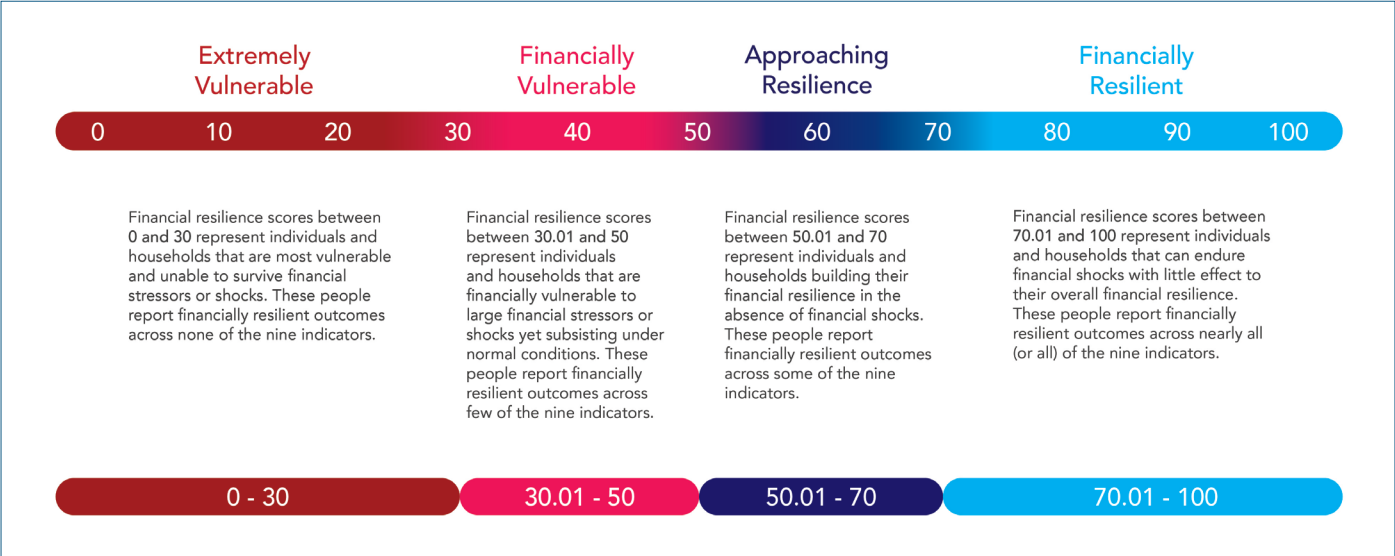 Extremely
Vulnerable
Financially
Vulnerable
Approaching
Resilience
Financially
Resilient
0 10 20 30 40 50 60 70 80 90 100
Financial resilience scores between
0 and 30 represent individuals and
households that are most vulnerable
and unable to survive financial
stressors or shocks. These people
report financially resilient outcomes
across none of the nine indicators.
Financial resilience scores
between 30.01 and 50
represent individuals
and households that are
financially vulnerable to
large financial stressors or
shocks yet subsisting under
normal conditions. These
people report financially
resilient outcomes across
few of the nine indicators.
Financial resilience scores
between 50.01 and 70
represent individuals and
households building their
financial resilience in the
absence of financial shocks.
These people report
financially resilient outcomes
across some of the nine
indicators.
Financial resilience scores between
70.01 and 100 represent individuals
and households that can endure
financial shocks with little effect to
their overall financial resilience.
These people report financially
resilient outcomes across nearly all
(or all) of the nine indicators.
0 - 30
30.01 - 50
50.01 - 70
70.01 - 100